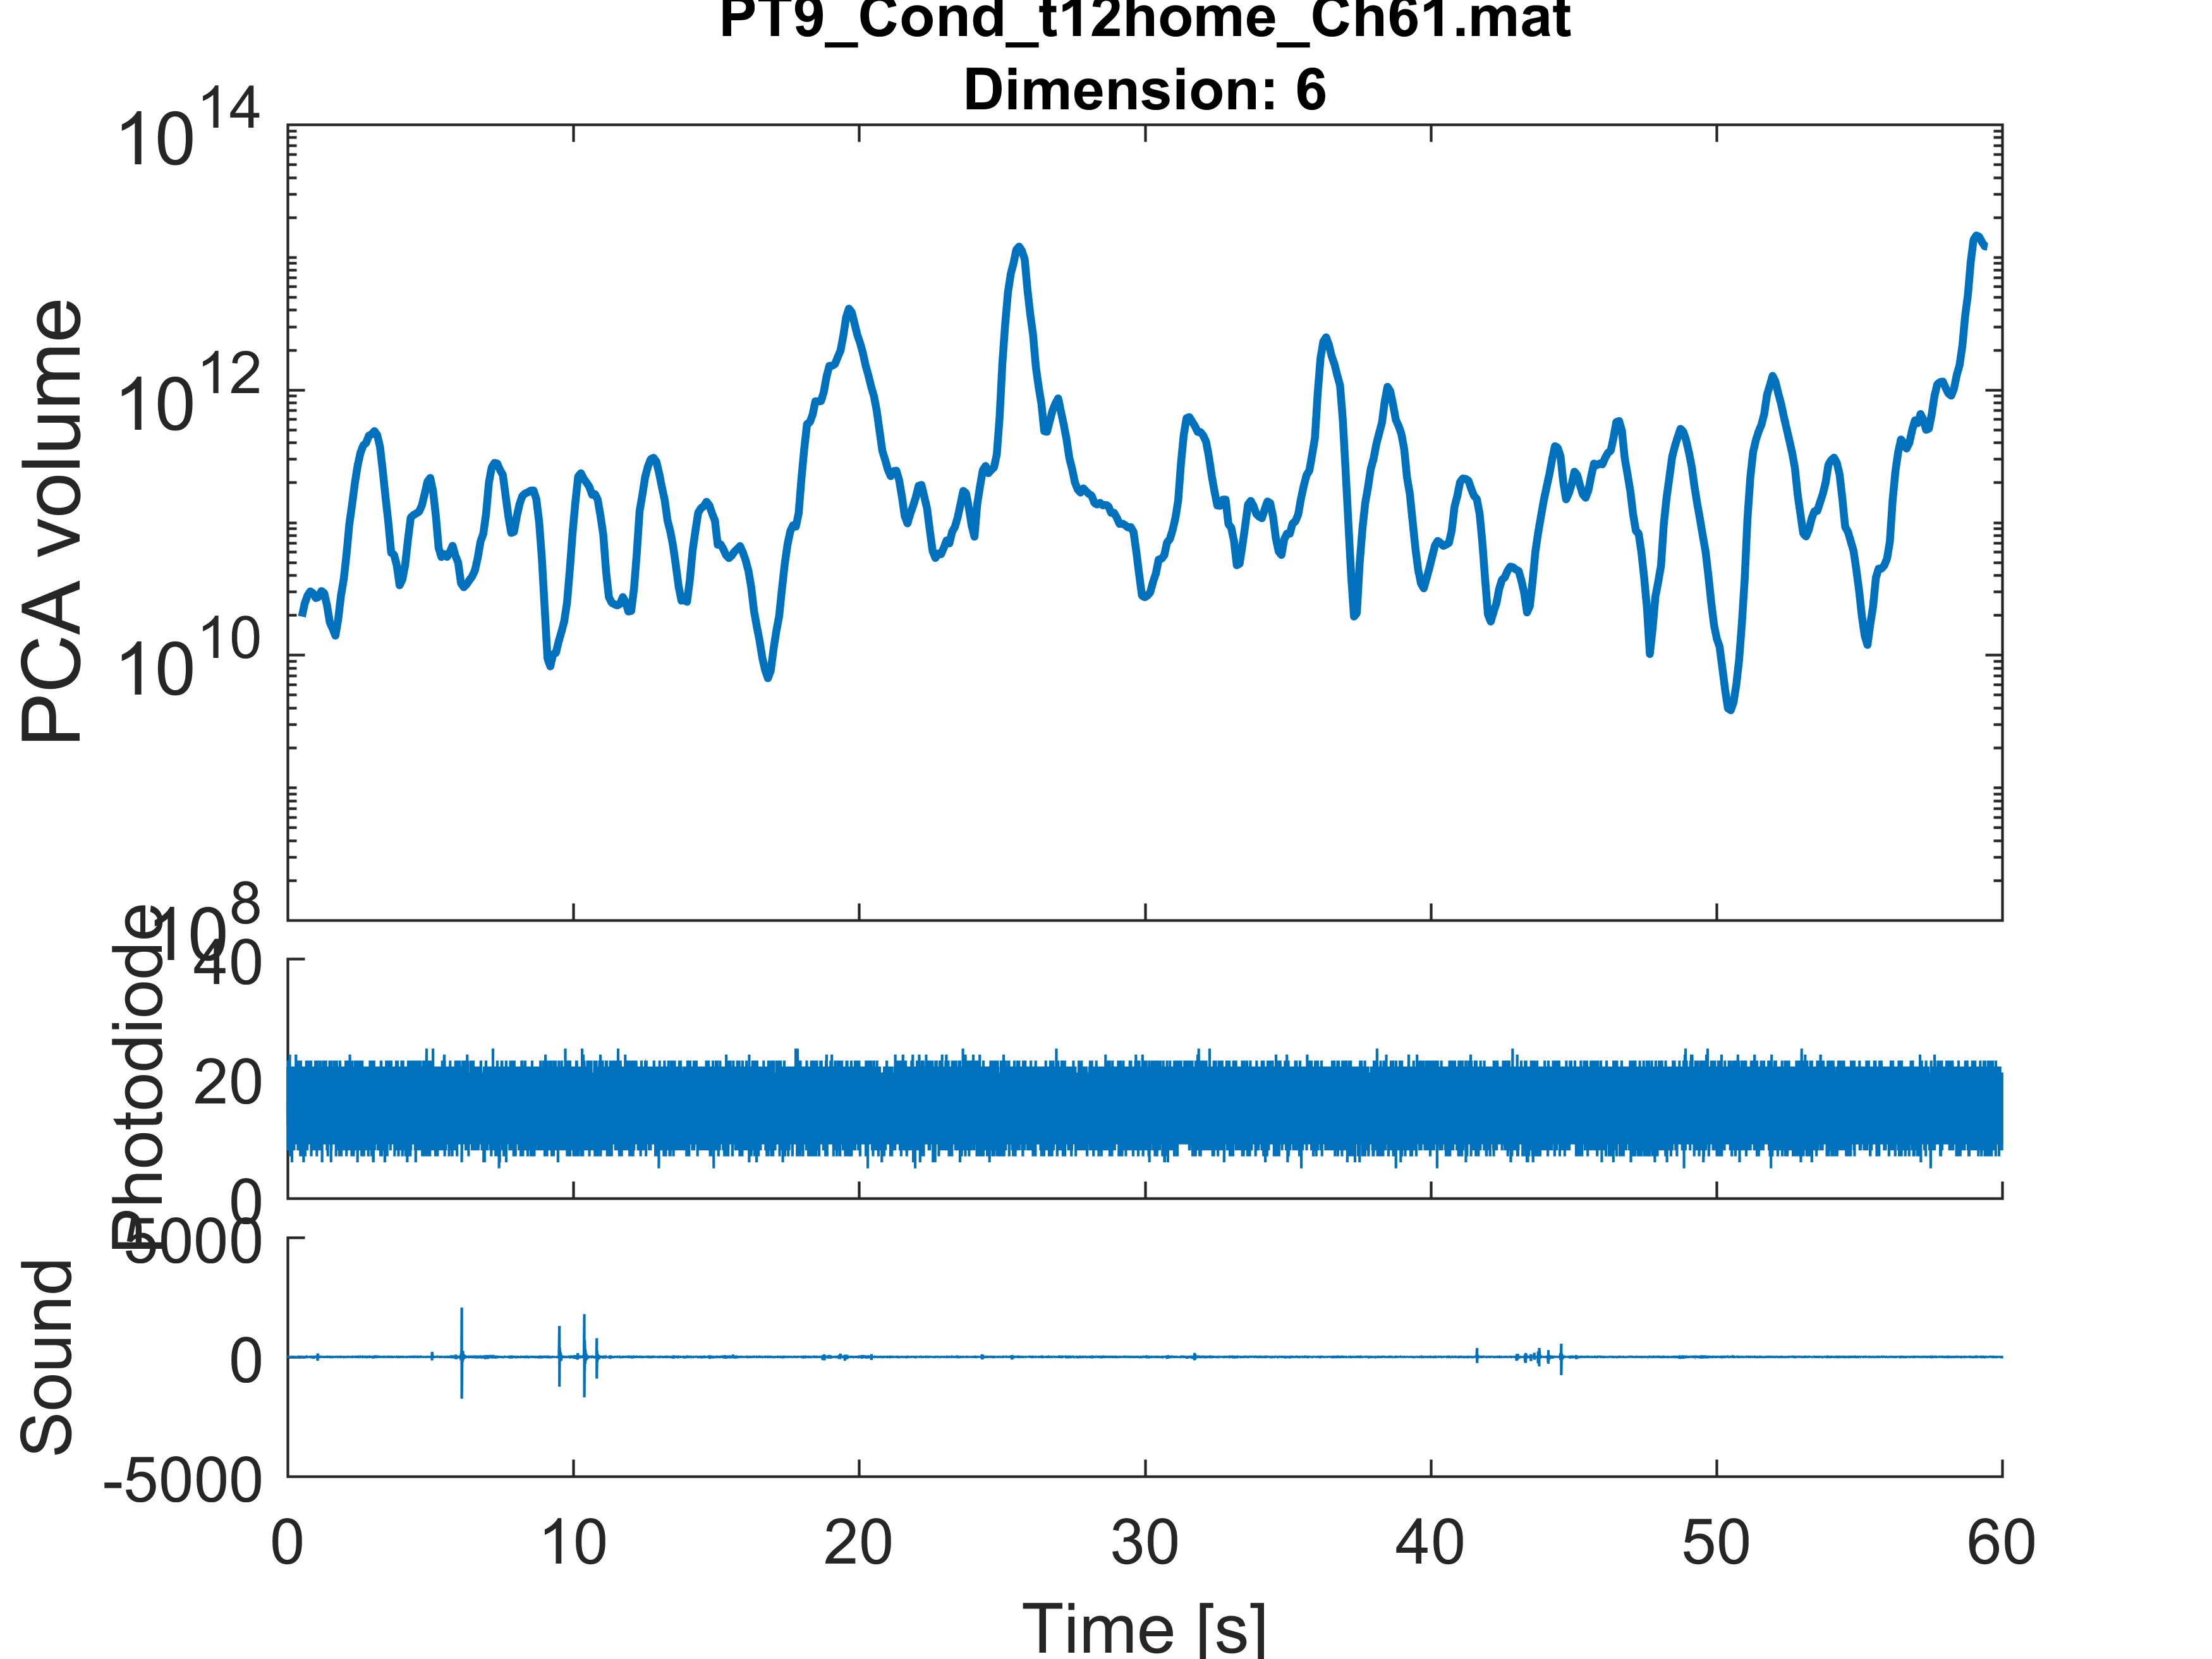 PT9_Cond_t12home_Ch61.mat
Dimension: 6
10^14
10^12
10^10
10^8
PCA volume
40
20
0
Photodiode
5000
0
-5000
Sound
0 10 20 30 40 50 60
Time [s]